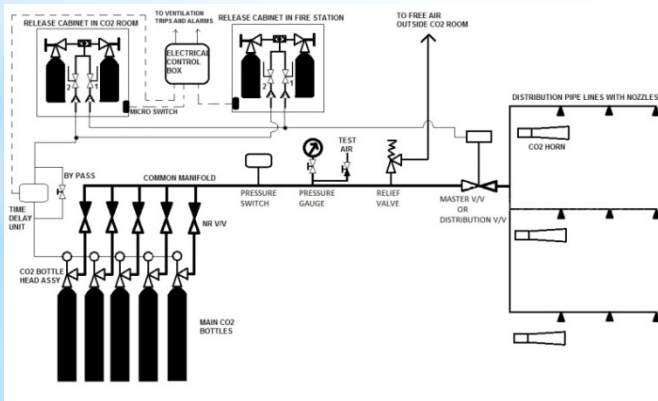 TO VENTILATION
TRIPS AND ALARMS
RELEASE CABINET IN CO2 ROOM
RELEASE CABINET IN FIRE STATION
TO FREE AIR
OUTSIDE CO2 ROOM
ELECTRICAL
CONTROL
BOX
2
1
2
1
MICRO SWITCH
DISTRIBUTION PIPE LINES WITH NOZZLES
CO2 HORN
TEST
AIR
BY PASS
COMMON MANIFOLD
TIME
DELAY
UNIT
NR V/V
PRESSURE
SWITCH
PRESSURE
GAUGE
RELIEF
VALVE
MASTER V/V
OR
DISTRIBUTION V/V
CO2 BOTTLE
HEAD ASSY
MAIN CO2
BOTTLES